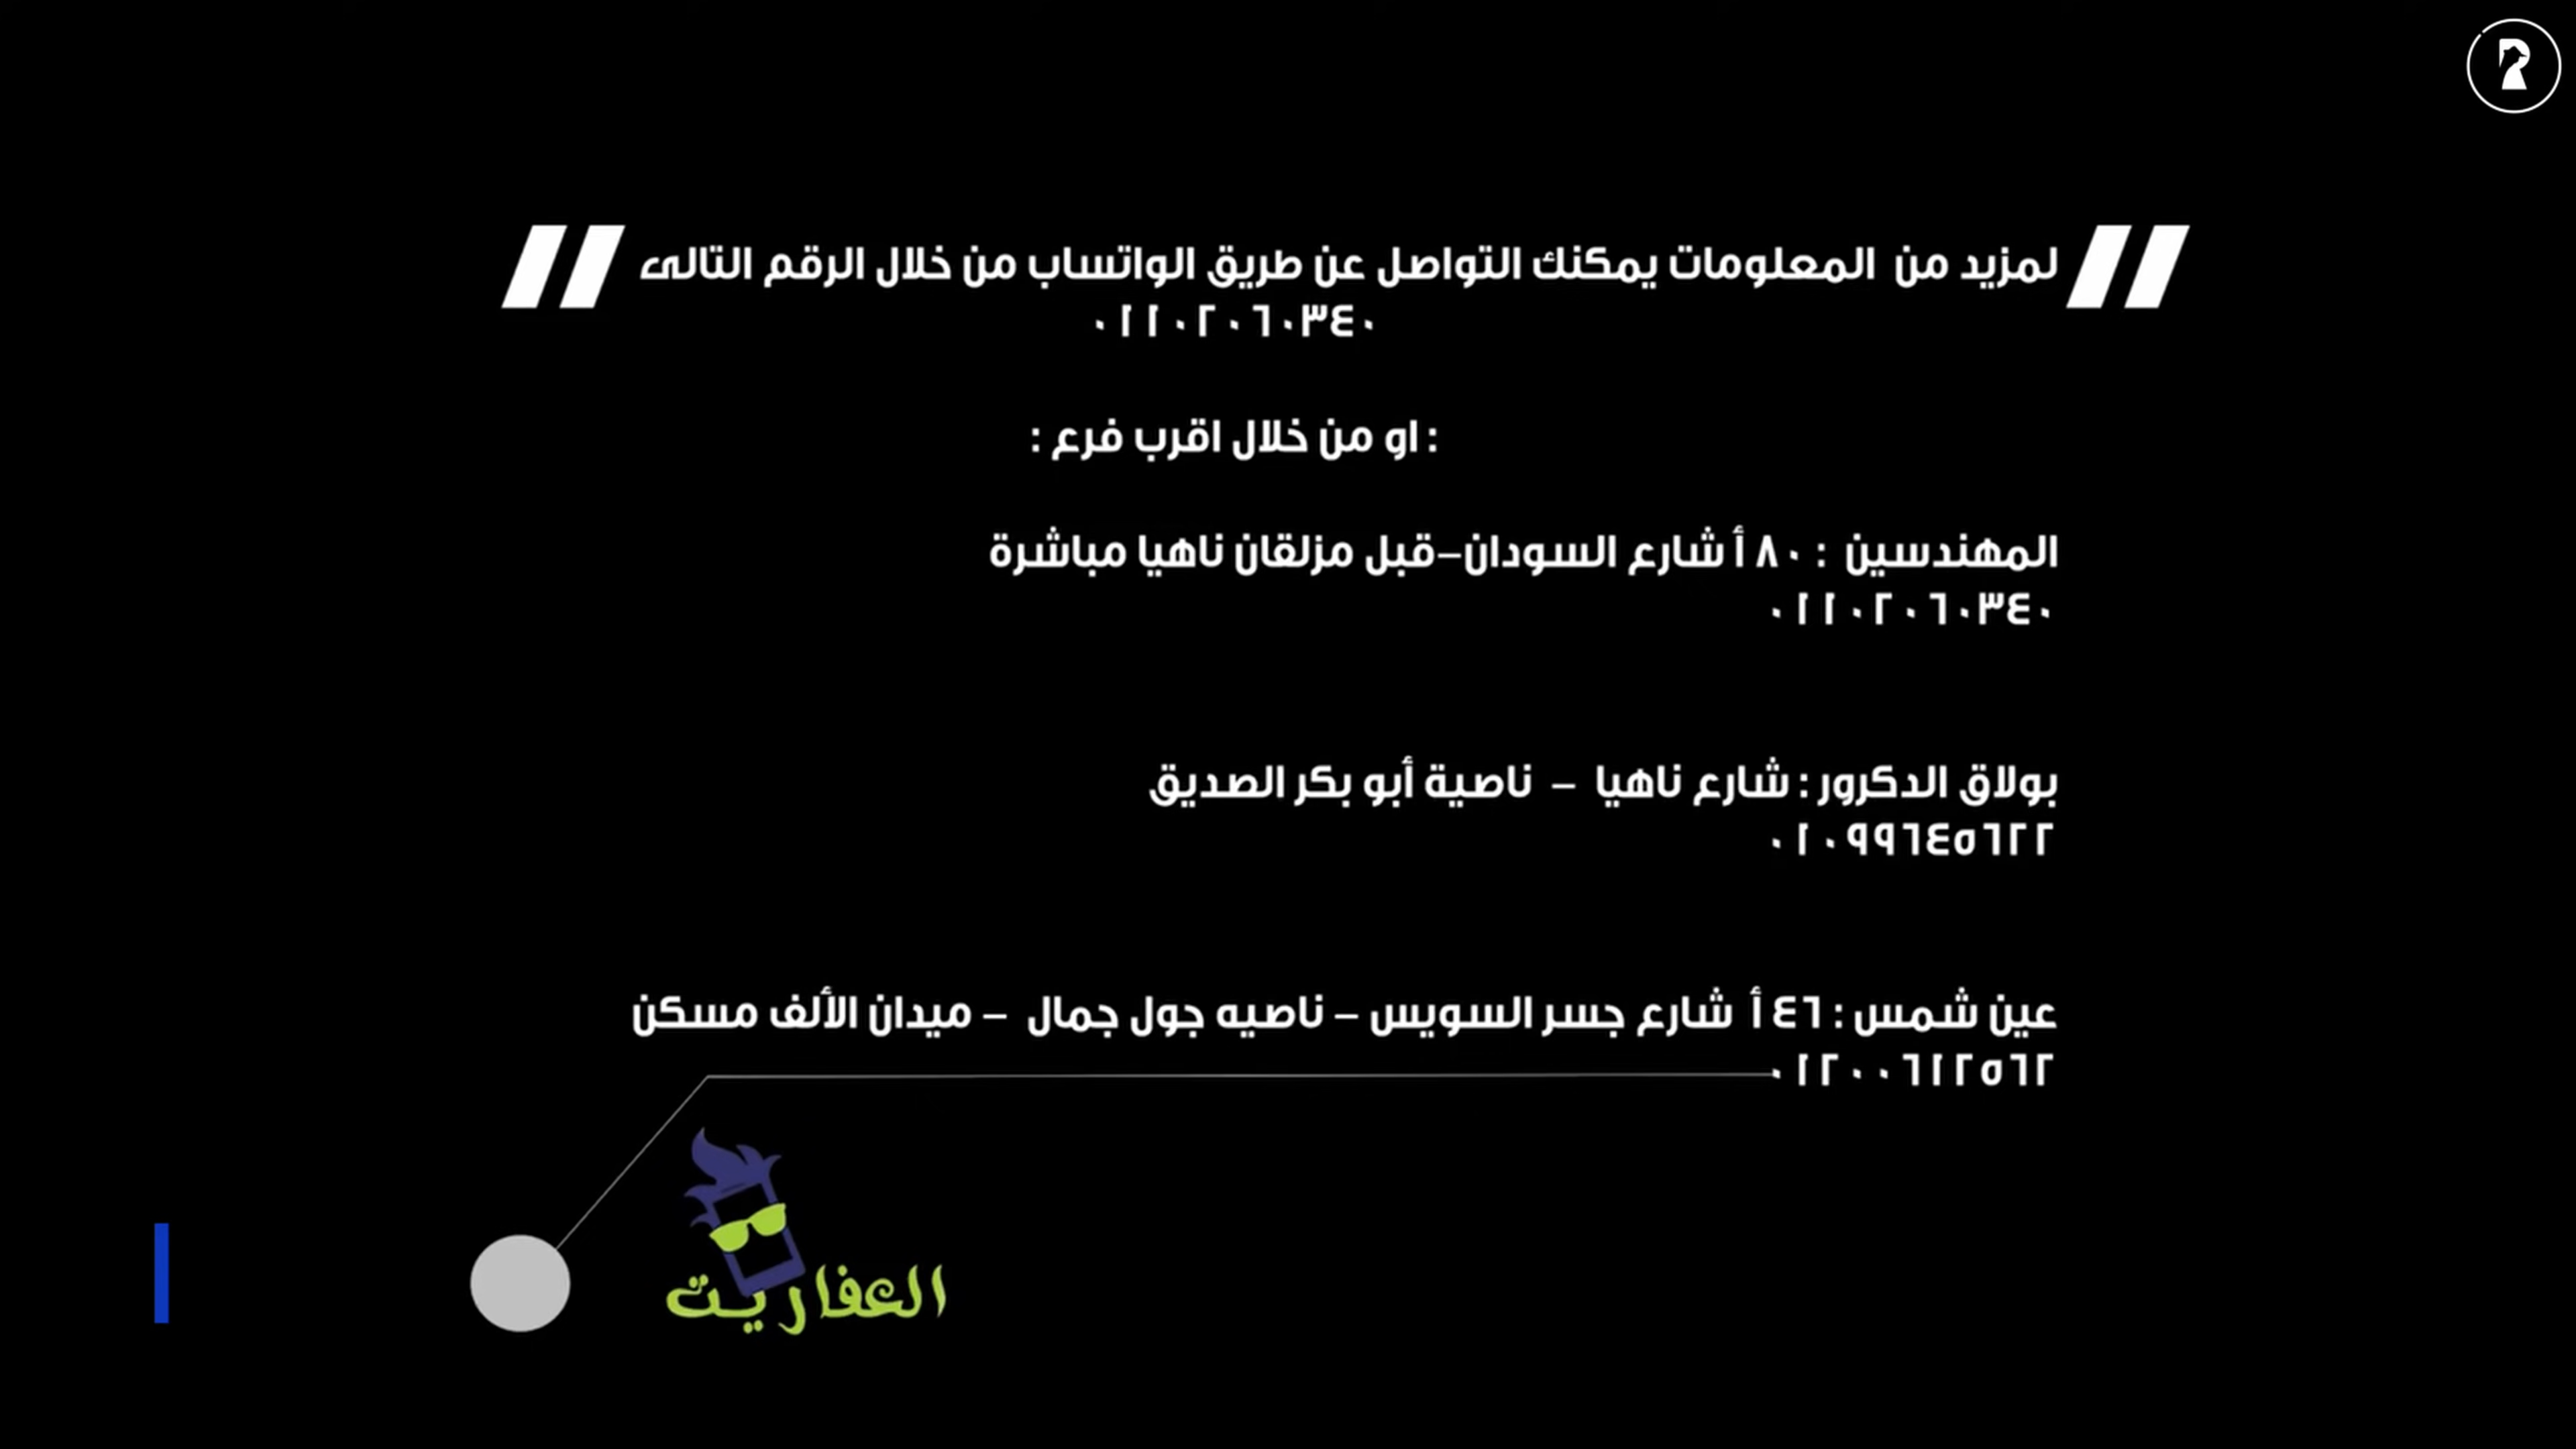 لمزيد من المعلومات يمكنك التواصل عن طريق الواتساب من خلال الرقم التالى
٠١١٠٢٠٦٠٣٤٠
: او من خلال اقرب فرع :
المهندسين : ٨٠ أ شارع السودان-قبل مزلقان ناهيا مباشرة
٠١١٠٢٠٦٠٣٤٠
بولاق الدكرور : شارع ناهيا – ناصية أبو بكر الصديق
٠١٠٩٩٦٤٥٦٢٢
عين شمس : ٤٦ أ شارع جسر السويس – ناصيه جول جمال – ميدان الألف مسكن
٠١٢٠٠٦١٢٥٦٢
العفاريت